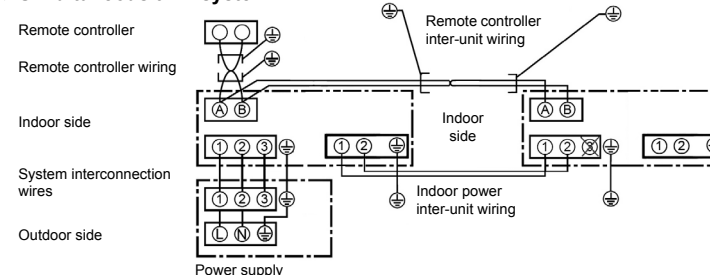 Remote controller
Remote controller
inter-unit wiring
Remote controller wiring
A B
A B
Indoor side
Indoor
side
1 2 3
1 2
1 2 3
1 2
System interconnection
wires
Indoor power
inter-unit wiring
1 2 3
Outdoor side
L N
Power supply